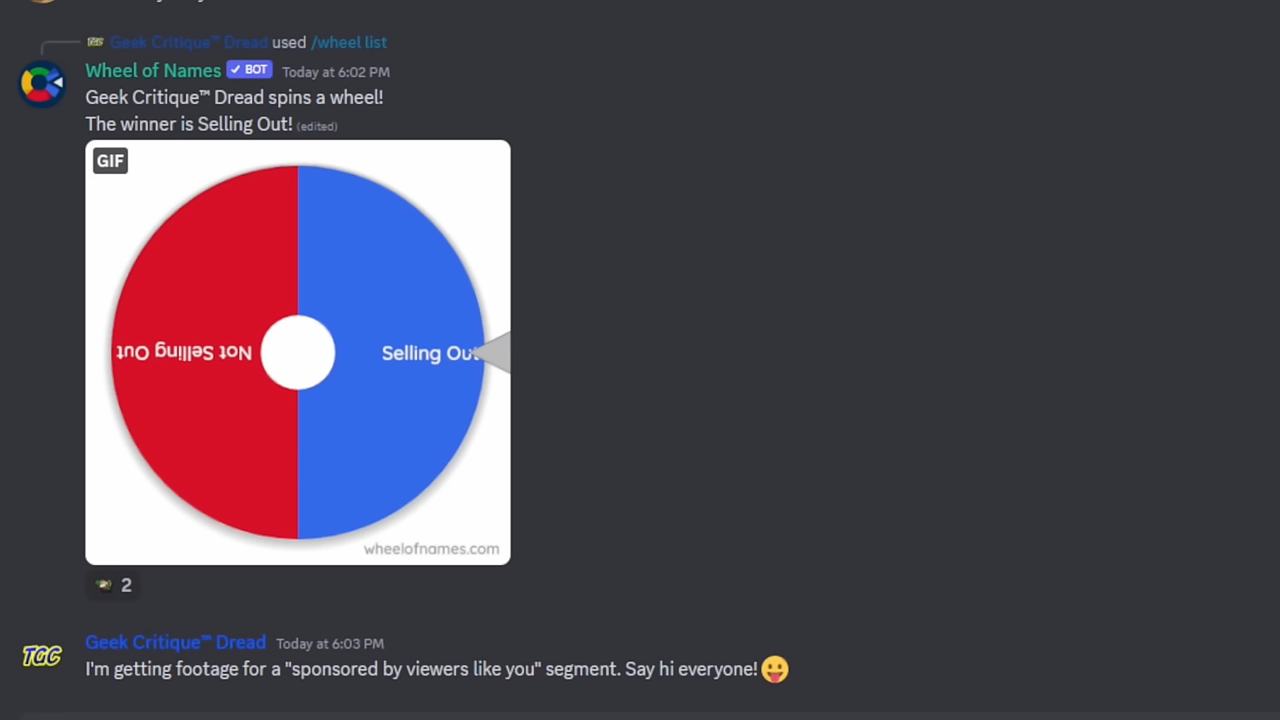 Geek Critique™ Dread used /wheel list
Wheel of Names ✓ BOT Today at 6:02 PM
Geek Critique™ Dread spins a wheel!
The winner is Selling Out! (edited)
GIF
Not Selling Out
Selling Out
wheelofnames.com
2
TGC
Geek Critique™ Dread Today at 6:03 PM
I'm getting footage for a "sponsored by viewers like you" segment. Say hi everyone! 😛